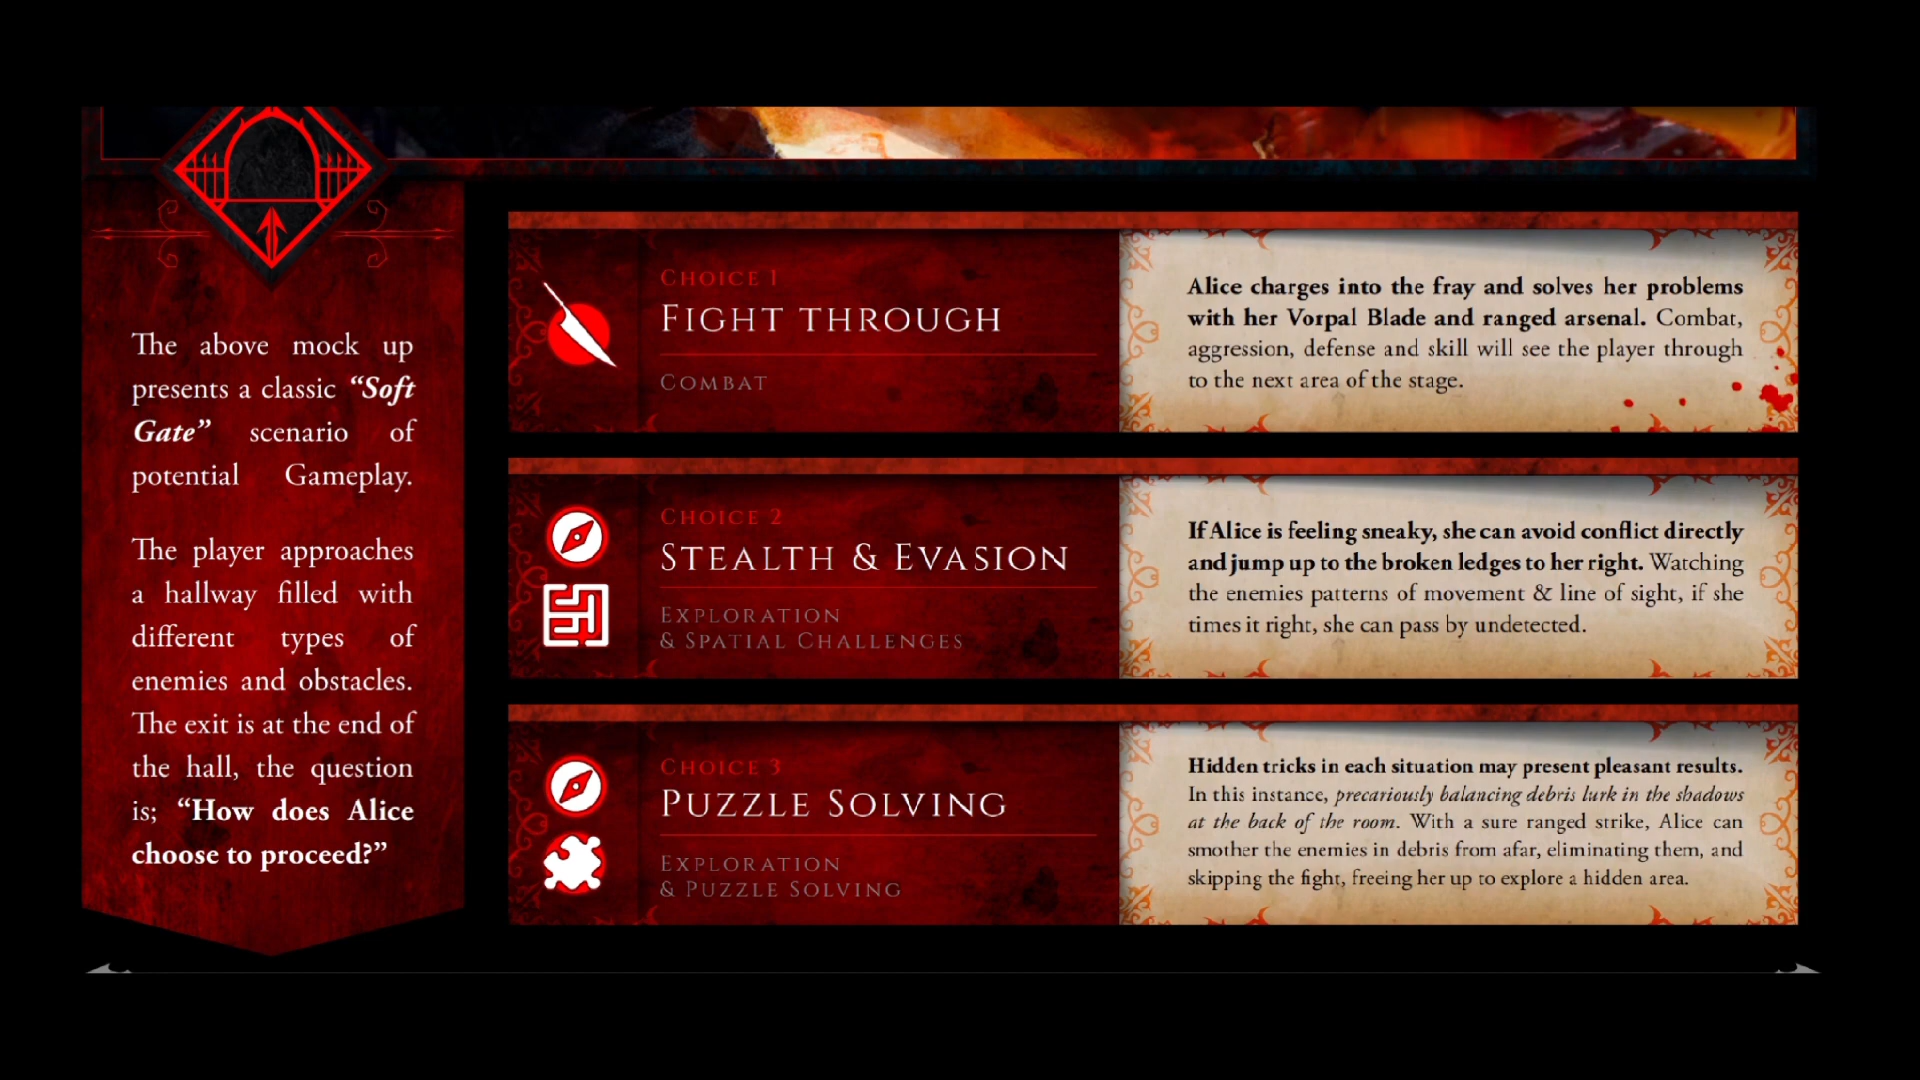 The above mock up
presents a classic “Soft
Gate” scenario of
potential Gameplay.
The player approaches
a hallway filled with
different types of
enemies and obstacles.
The exit is at the end of
the hall, the question
is; “How does Alice
choose to proceed?”
CHOICE 1
FIGHT THROUGH
COMBAT
Alice charges into the fray and solves her problems
with her Vorpal Blade and ranged arsenal. Combat,
aggression, defense and skill will see the player through
to the next area of the stage.
CHOICE 2
STEALTH & EVASION
EXPLORATION
& SPATIAL CHALLENGES
If Alice is feeling sneaky, she can avoid conflict directly
and jump up to the broken ledges to her right. Watching
the enemies patterns of movement & line of sight, if she
times it right, she can pass by undetected.
CHOICE 3
PUZZLE SOLVING
EXPLORATION
& PUZZLE SOLVING
Hidden tricks in each situation may present pleasant results.
In this instance, precariously balancing debris lurk in the shadows
at the back of the room. With a sure ranged strike, Alice can
smother the enemies in debris from afar, eliminating them, and
skipping the fight, freeing her up to explore a hidden area.